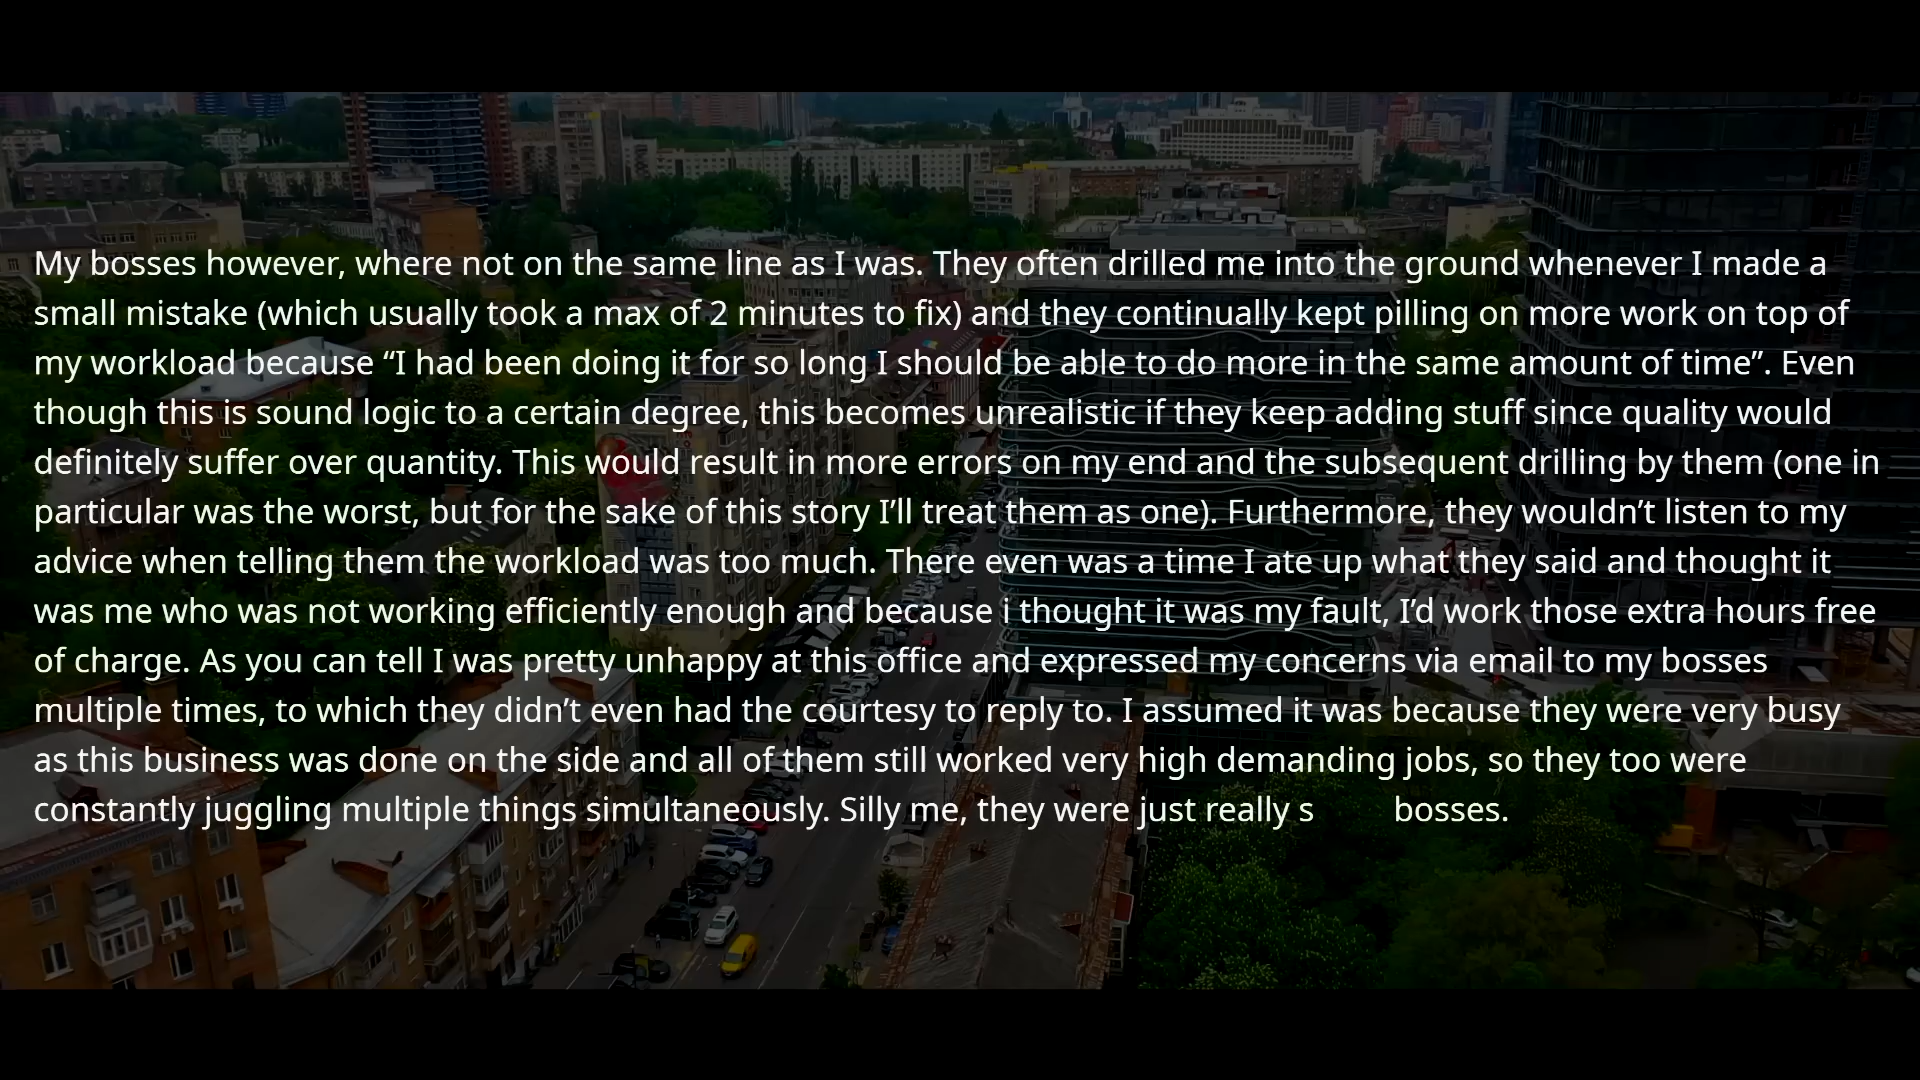 My bosses however, where not on the same line as I was. They often drilled me into the ground whenever I made a
small mistake (which usually took a max of 2 minutes to fix) and they continually kept pilling on more work on top of
my workload because “I had been doing it for so long I should be able to do more in the same amount of time”. Even
though this is sound logic to a certain degree, this becomes unrealistic if they keep adding stuff since quality would
definitely suffer over quantity. This would result in more errors on my end and the subsequent drilling by them (one in
particular was the worst, but for the sake of this story I’ll treat them as one). Furthermore, they wouldn’t listen to my
advice when telling them the workload was too much. There even was a time I ate up what they said and thought it
was me who was not working efficiently enough and because i thought it was my fault, I’d work those extra hours free
of charge. As you can tell I was pretty unhappy at this office and expressed my concerns via email to my bosses
multiple times, to which they didn’t even had the courtesy to reply to. I assumed it was because they were very busy
as this business was done on the side and all of them still worked very high demanding jobs, so they too were
constantly juggling multiple things simultaneously. Silly me, they were just really s bosses.